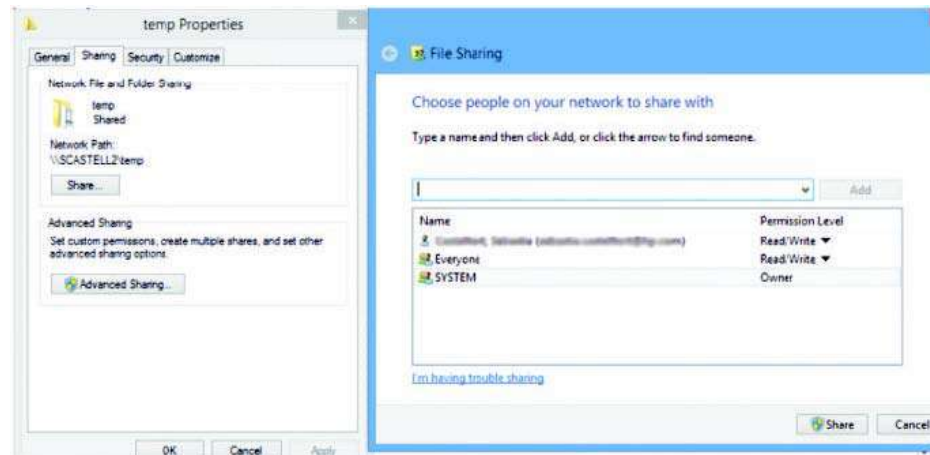 temp Properties
General Sharing Security Customize
Network File and Folder Sharing
temp
Shared
Network Path:
\\SCASTELL2\temp
Share...
Advanced Sharing
Set custom permissions, create multiple shares, and set other
advanced sharing options.
Advanced Sharing...
OK Cancel Apply
File Sharing
Choose people on your network to share with
Type a name and then click Add, or click the arrow to find someone.
Add
Name Permission Level
Read/Write
Everyone Read/Write
SYSTEM Owner
I'm having trouble sharing
Share Cancel